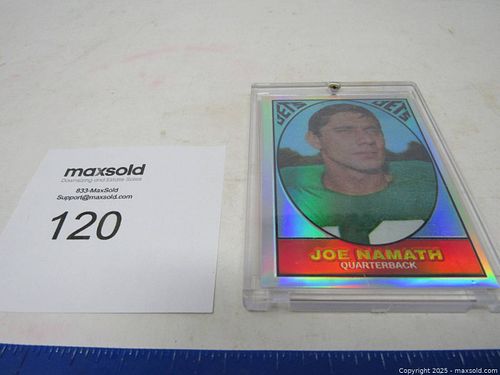 maxsold
Downsizing and Estate Sales
833-MaxSold
Support@maxsold.com
120
JETS
JETS
JOE NAMATH
QUARTERBACK
Copyright 2025 - maxsold.com